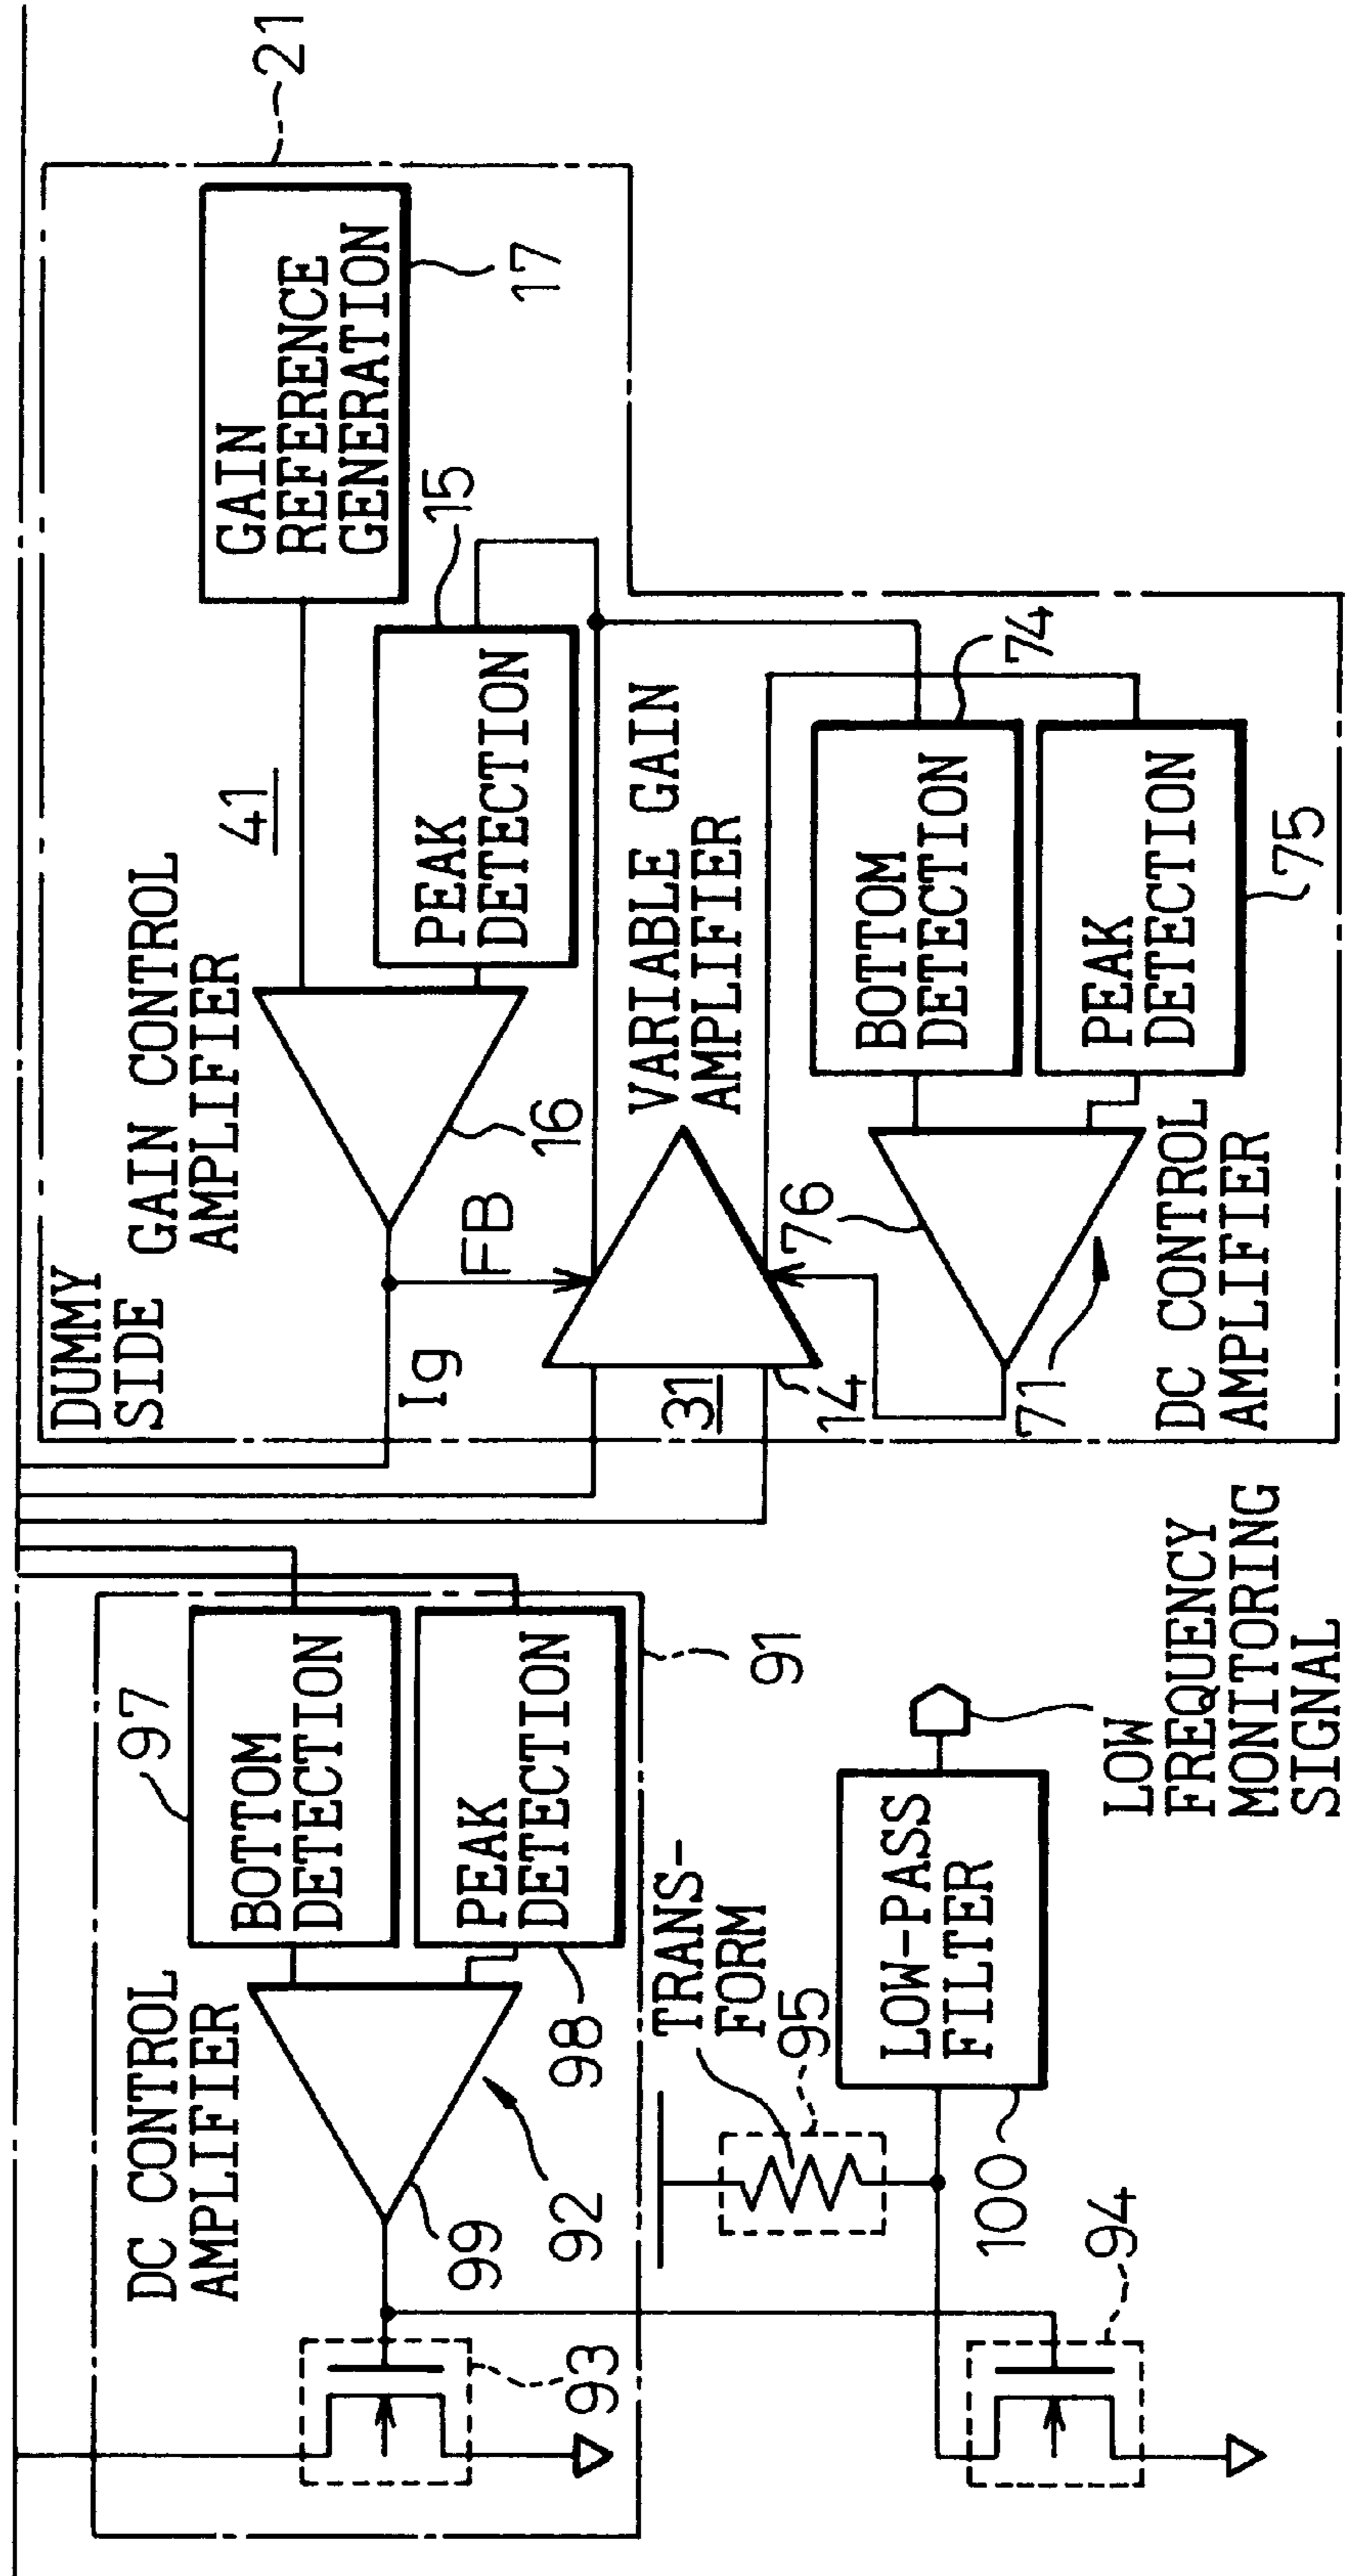 DUMMY
SIDE
GAIN CONTROL
AMPLIFIER
41
GAIN
REFERENCE
GENERATION
17
21
15
PEAK
DETECTION
16
FB
Ig
31
14
VARIABLE GAIN
AMPLIFIER
76
BOTTOM
DETECTION
74
PEAK
DETECTION
75
71
DC CONTROL
AMPLIFIER
DC CONTROL
AMPLIFIER
97
BOTTOM
DETECTION
PEAK
DETECTION
98
91
99
92
93
TRANS-
FORM
95
LOW-PASS
FILTER
100
94
LOW
FREQUENCY
MONITORING
SIGNAL